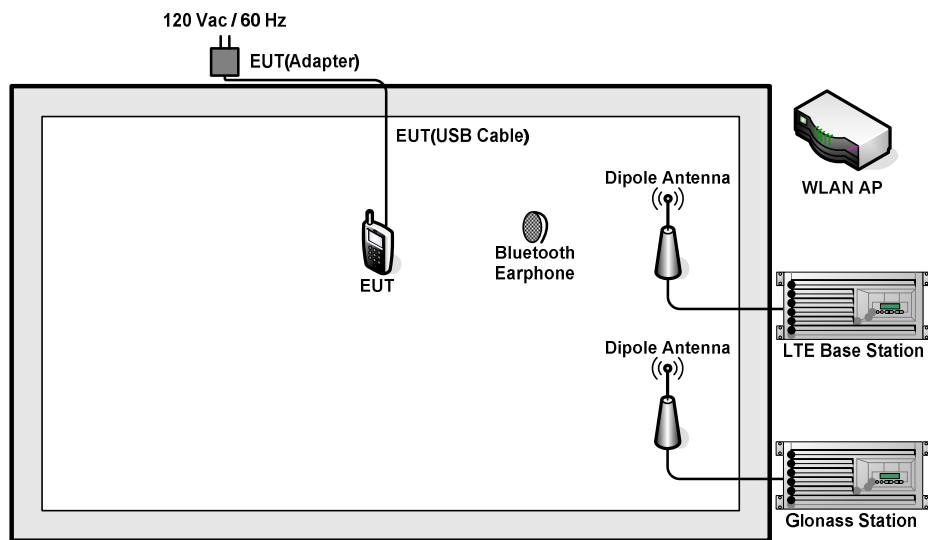 120 Vac / 60 Hz
EUT(Adapter)
EUT(USB Cable)
WLAN AP
Dipole Antenna
Bluetooth
Earphone
EUT
LTE Base Station
Dipole Antenna
Glonass Station